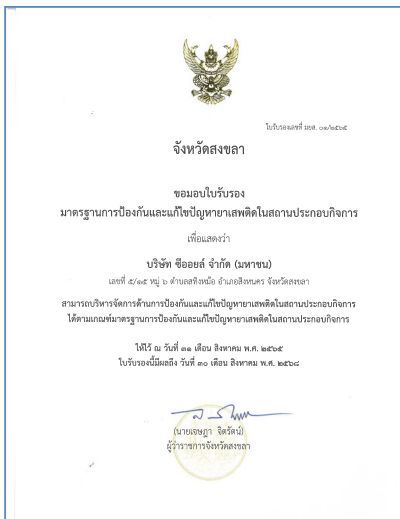 ใบรับรองเลขที่ มยส. ๐๑/๒๕๖๕
จังหวัดสงขลา
ขอมอบใบรับรอง
มาตรฐานการป้องกันและแก้ไขปัญหายาเสพติดในสถานประกอบกิจการ
เพื่อแสดงว่า
บริษัท ซีออยล์ จำกัด (มหาชน)
เลขที่ ๕/๑๕ หมู่ ๖ ตำบลสทิงหม้อ อำเภอสิงหนคร จังหวัดสงขลา
สามารถบริหารจัดการด้านการป้องกันและแก้ไขปัญหายาเสพติดในสถานประกอบกิจการ
ได้ตามเกณฑ์มาตรฐานการป้องกันและแก้ไขปัญหายาเสพติดในสถานประกอบกิจการ
ให้ไว้ ณ วันที่ ๓๑ เดือน สิงหาคม พ.ศ. ๒๕๖๕
ใบรับรองนี้มีผลถึง วันที่ ๓๐ เดือน สิงหาคม พ.ศ. ๒๕๖๘
(นายเจษฎา จิตรัตน์)
ผู้ว่าราชการจังหวัดสงขลา